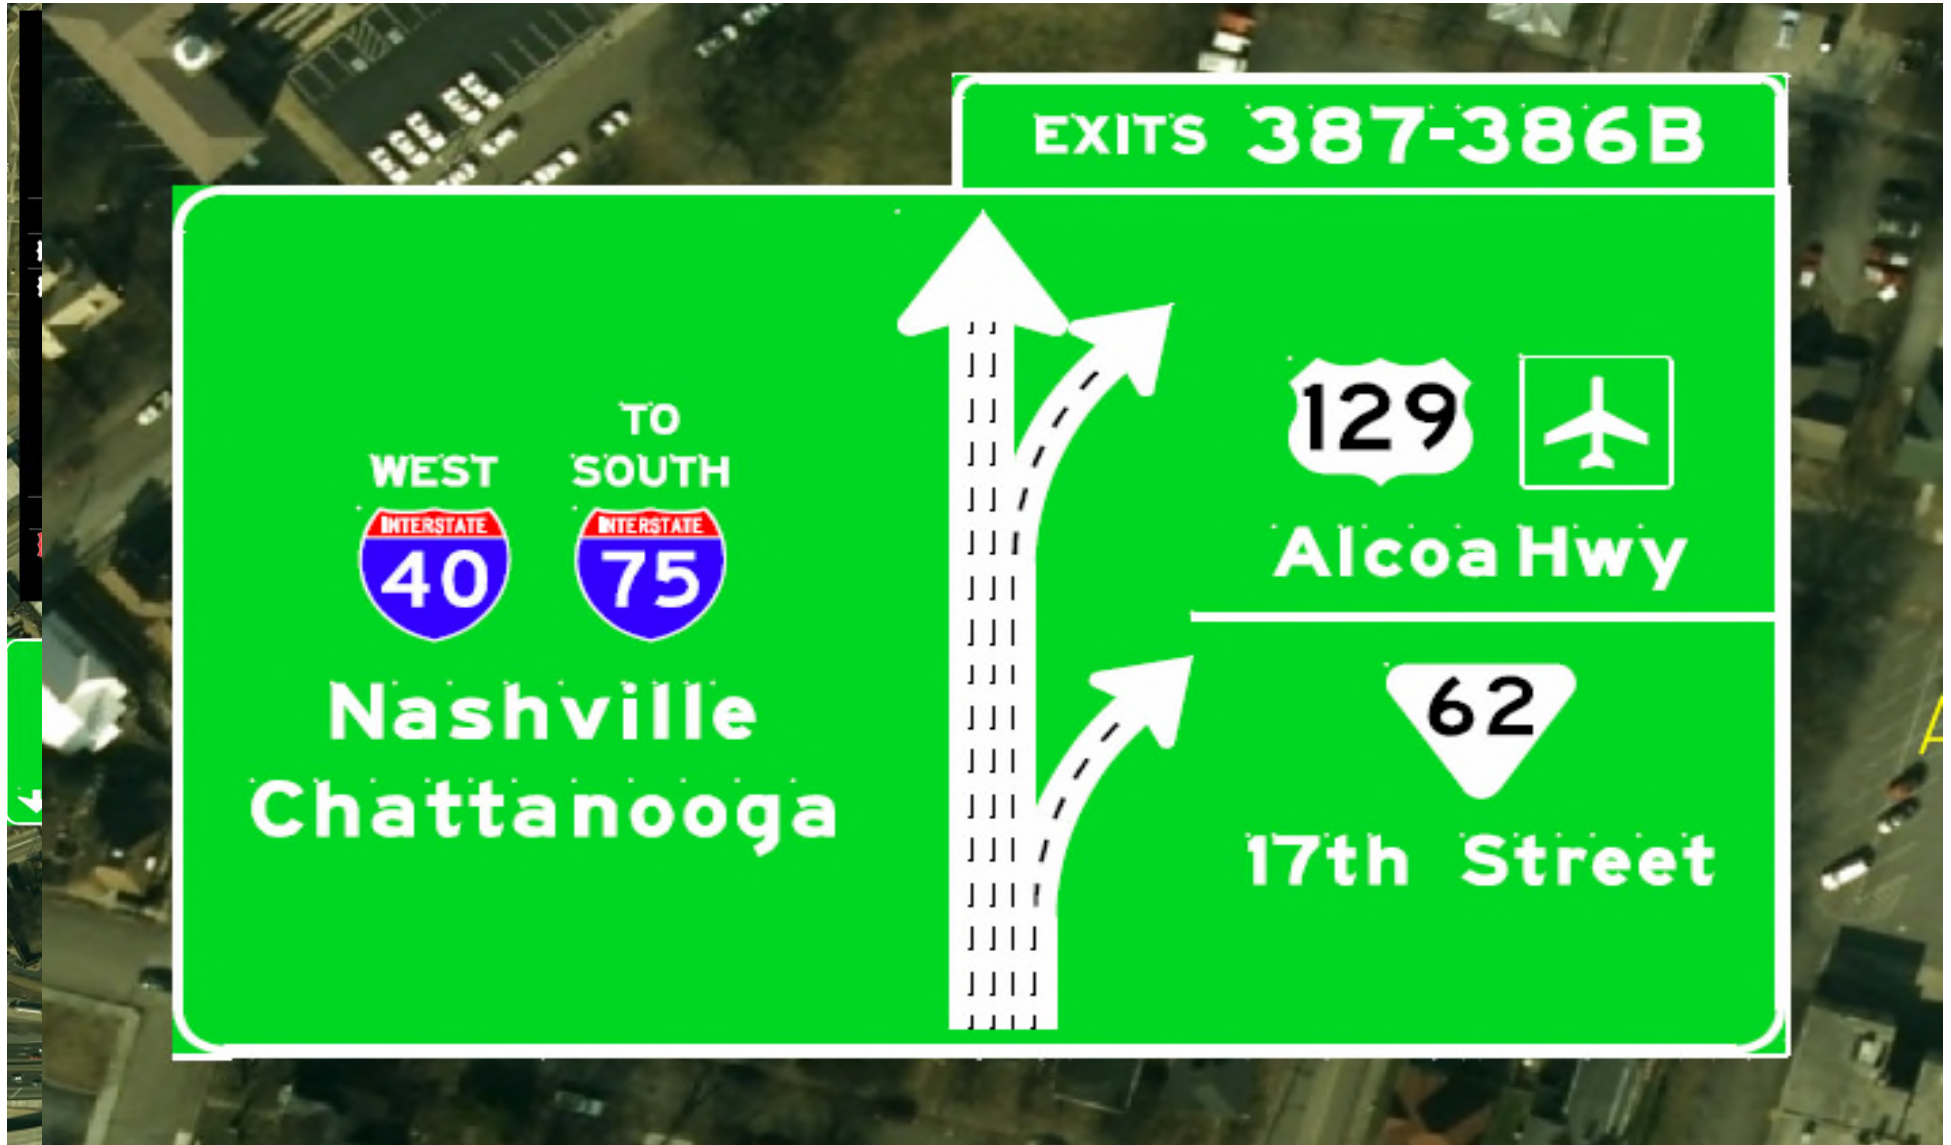 EXITS 387-386B
TO
WEST SOUTH
INTERSTATE 40 INTERSTATE 75
Nashville
Chattanooga
129
Alcoa Hwy
62
17th Street